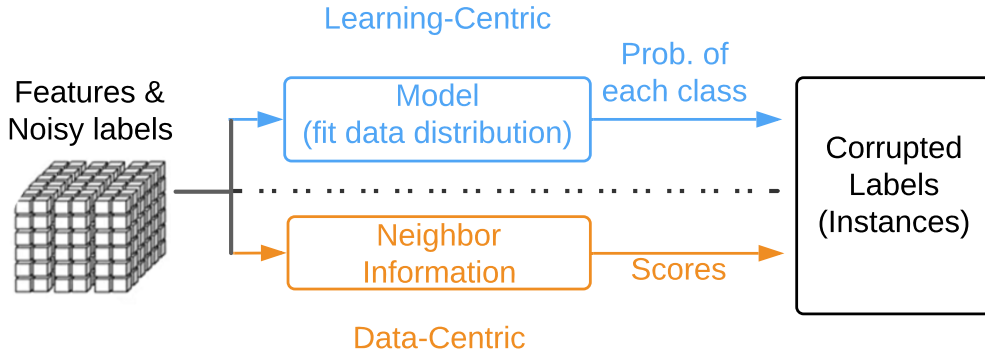 Learning-Centric
Features &
Noisy labels
Model
(fit data distribution)
Prob. of
each class
Corrupted
Labels
(Instances)
Neighbor
Information
Scores
Data-Centric